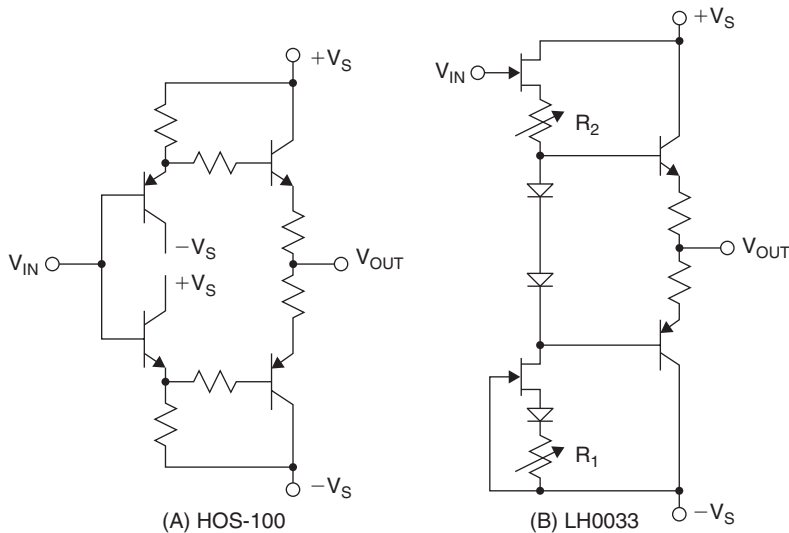 +VS
−VS
+VS
VIN
VOUT
−VS
(A) HOS-100
+VS
VIN
R2
VOUT
R1
−VS
(B) LH0033